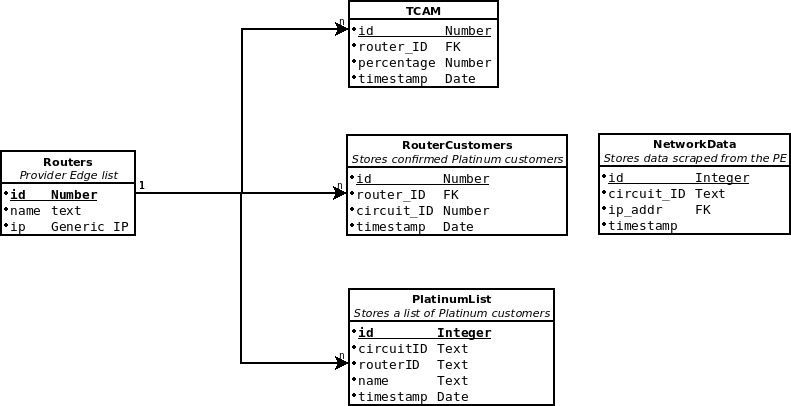 TCAM
id Number
router_ID FK
percentage Number
timestamp Date
n
Routers
Provider Edge list
id Number
name text
ip Generic IP
1
RouterCustomers
Stores confirmed Platinum customers
id Number
router_ID FK
circuit_ID Number
timestamp Date
n
NetworkData
Stores data scraped from the PE
id Integer
circuit_ID Text
ip_addr FK
timestamp
PlatinumList
Stores a list of Platinum customers
id Integer
circuitID Text
routerID Text
name Text
timestamp Date
n